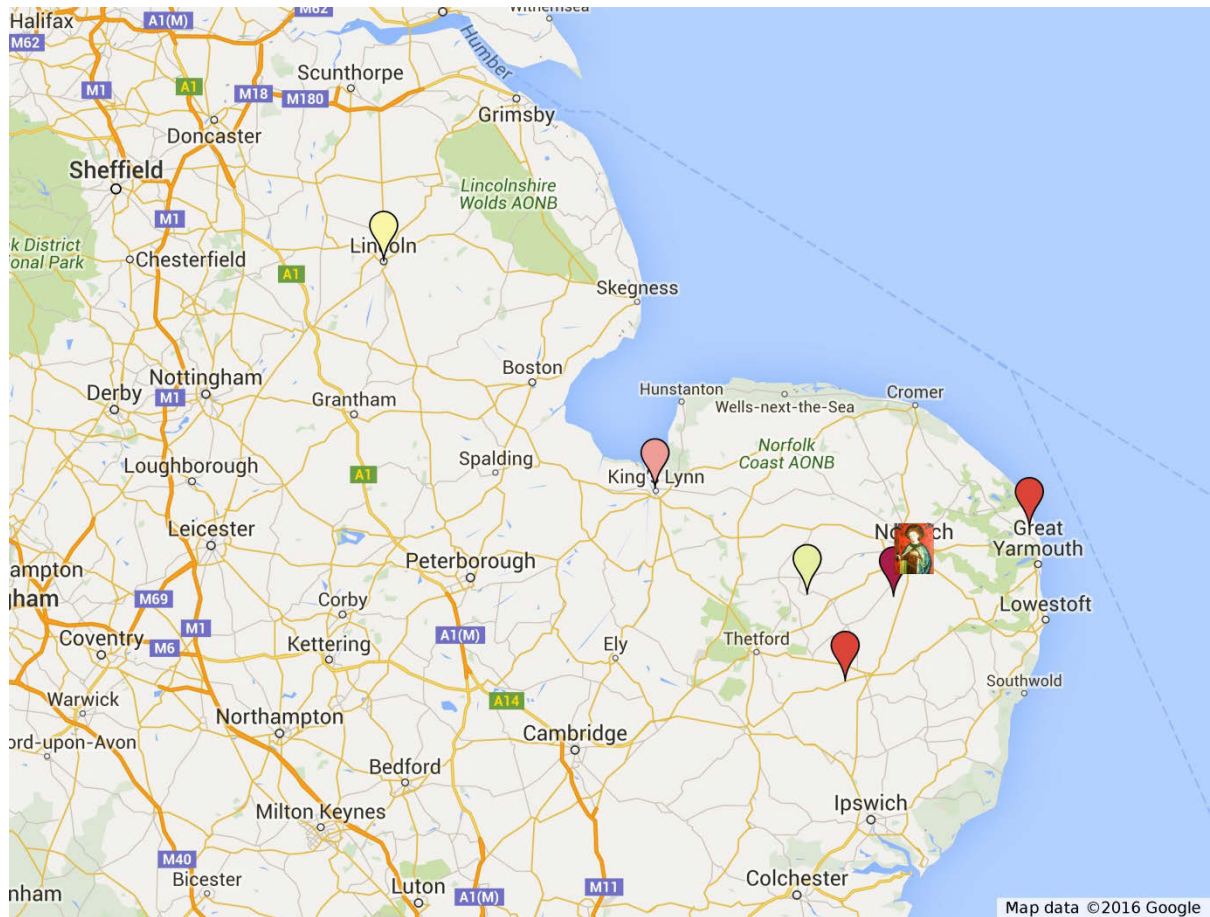 Withernsea
Halifax
A1(M)
M62
M62
Humber
Scunthorpe
M1
A1
M18
M180
Grimsby
Doncaster
Sheffield
Lincolnshire
Wolds AONB
M1
k District
onal Park
Chesterfield
Lincoln
A1
Skegness
Boston
Derby
Nottingham
M1
Grantham
Hunstanton
Wells-next-the-Sea
Cromer
Norfolk
Coast AONB
Loughborough
A1
Spalding
King's Lynn
Leicester
Great
Yarmouth
Peterborough
ampton
gham
M69
Corby
Lowestoft
Coventry
M6
M1
Kettering
A1(M)
Ely
Thetford
Southwold
Warwick
A14
Northampton
Cambridge
ord-upon-Avon
Bedford
Milton Keynes
Ipswich
M40
Bicester
nham
Luton
A1(M)
M11
Colchester
Map data ©2016 Google